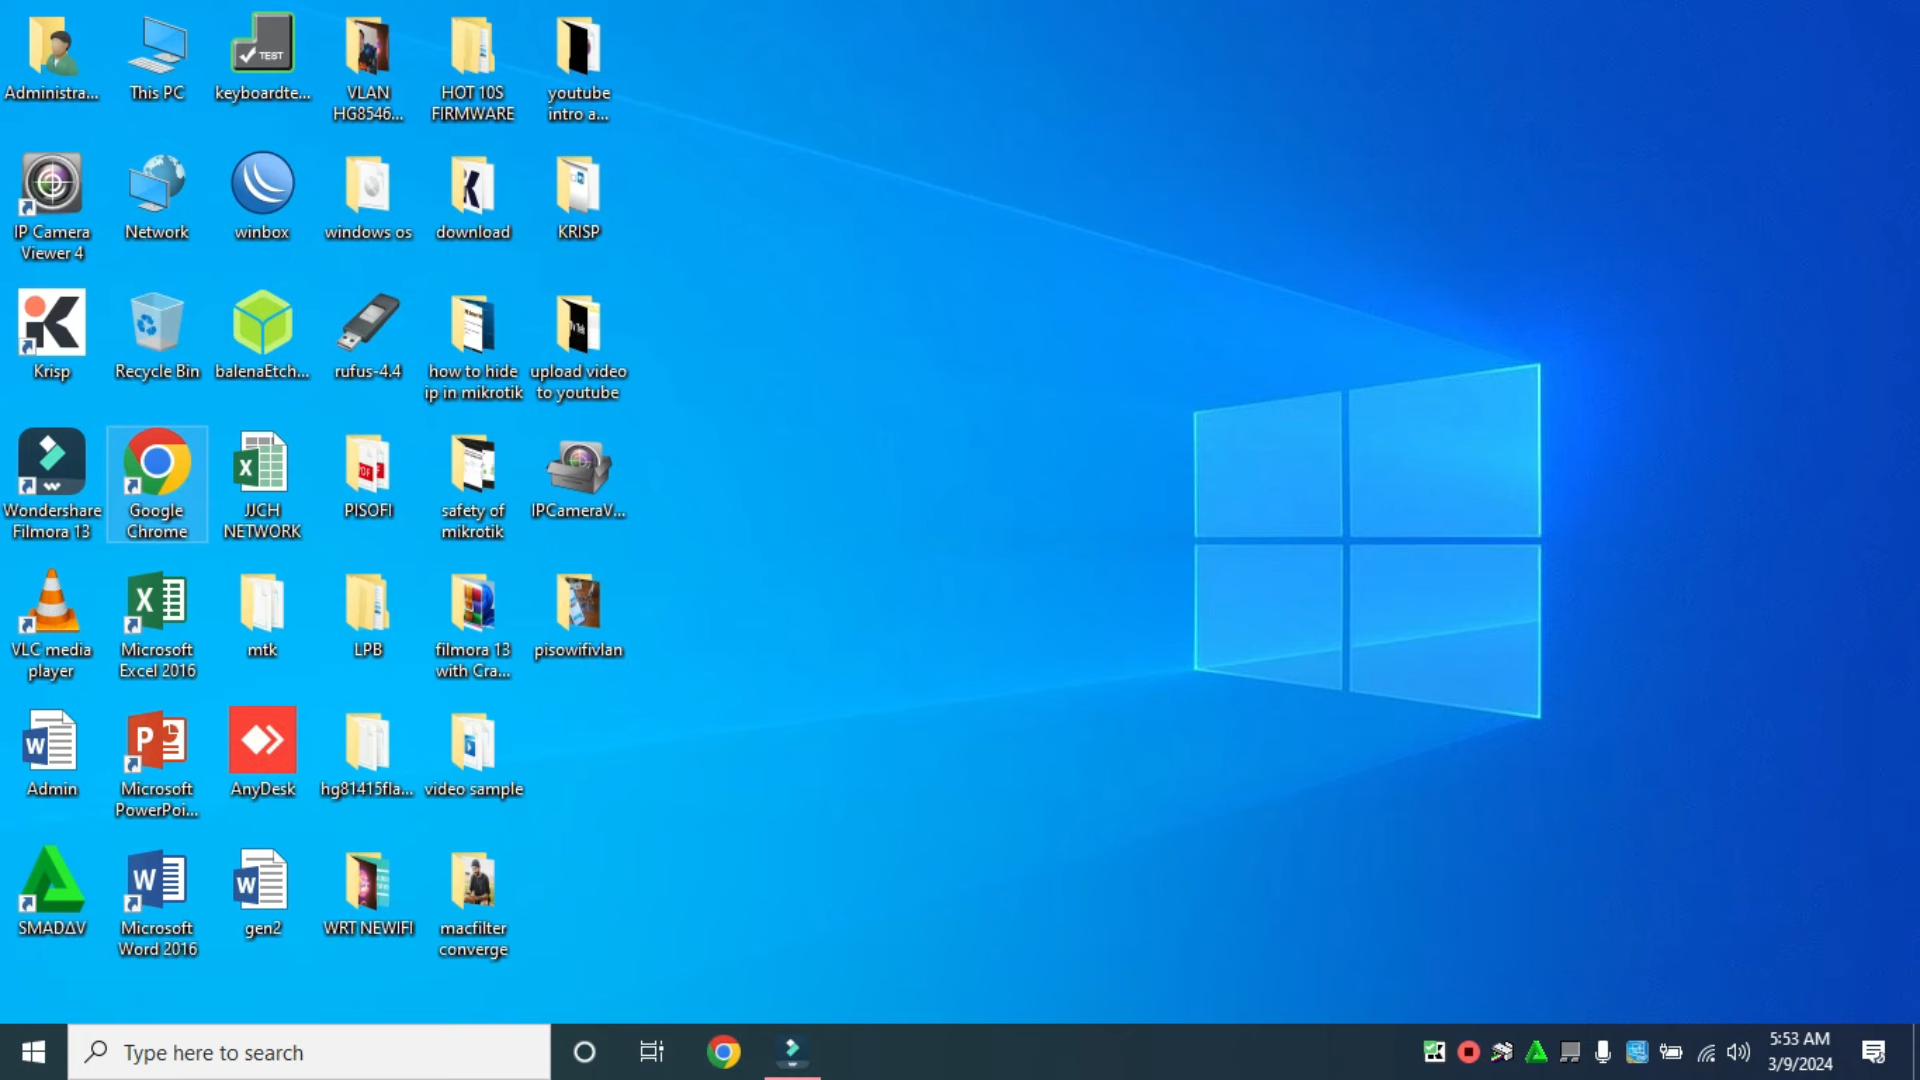 Administra...
This PC
keyboardte...
VLAN
HG8546...
HOT 10S
FIRMWARE
youtube
intro a...
IP Camera
Viewer 4
Network
winbox
windows os
download
KRISP
Krisp
Recycle Bin
balenaEtch...
rufus-4.4
how to hide
ip in mikrotik
upload video
to youtube
Wondershare
Filmora 13
Google
Chrome
JJCH
NETWORK
PISOFI
safety of
mikrotik
IPCameraV...
VLC media
player
Microsoft
Excel 2016
mtk
LPB
filmora 13
with Cra...
pisowifivlan
Admin
Microsoft
PowerPoi...
AnyDesk
hg81415fla...
video sample
SMADΔV
Microsoft
Word 2016
gen2
WRT NEWIFI
macfilter
converge
TEST
Type here to search
5:53 AM
3/9/2024